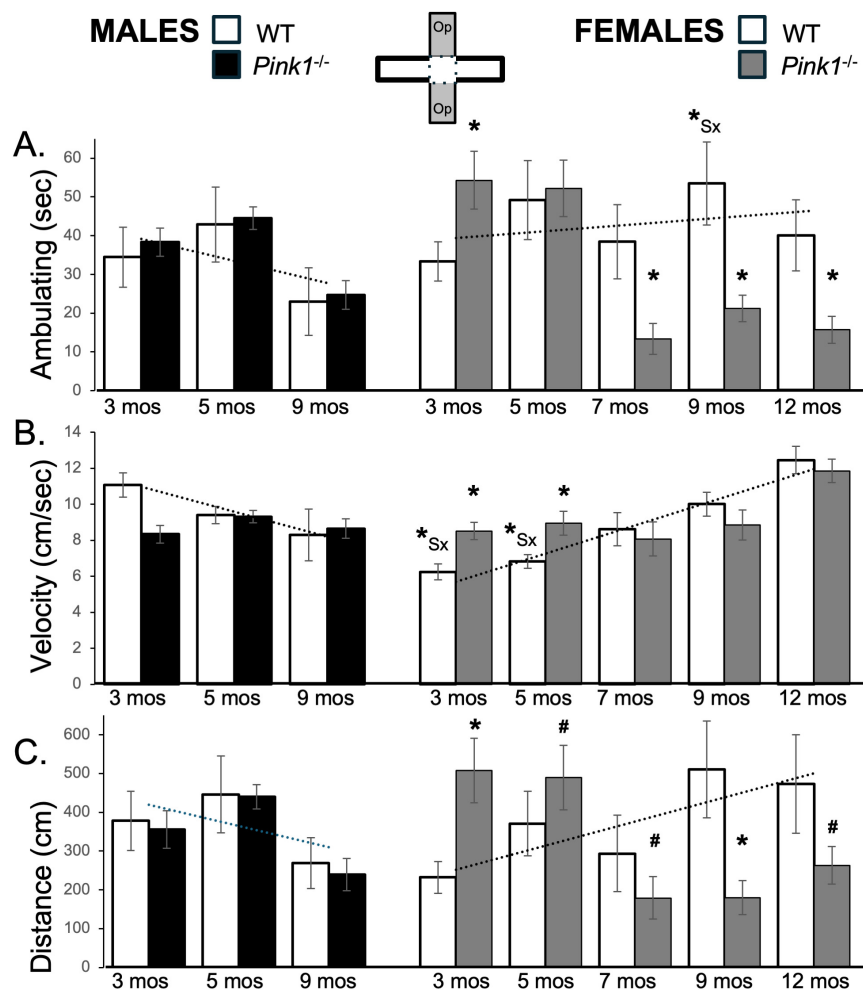 MALES WT
Pink1-/-
Op
Op
FEMALES WT
Pink1-/-
A.
Ambulating (sec)
60
50
40
30
20
10
0
*
*Sx
*
*
*
3 mos 5 mos 9 mos 3 mos 5 mos 7 mos 9 mos 12 mos
B.
Velocity (cm/sec)
14
12
10
8
6
4
2
0
*Sx
*
*Sx
*
3 mos 5 mos 9 mos 3 mos 5 mos 7 mos 9 mos 12 mos
C.
Distance (cm)
600
500
400
300
200
100
0
*
#
#
*
#
3 mos 5 mos 9 mos 3 mos 5 mos 7 mos 9 mos 12 mos